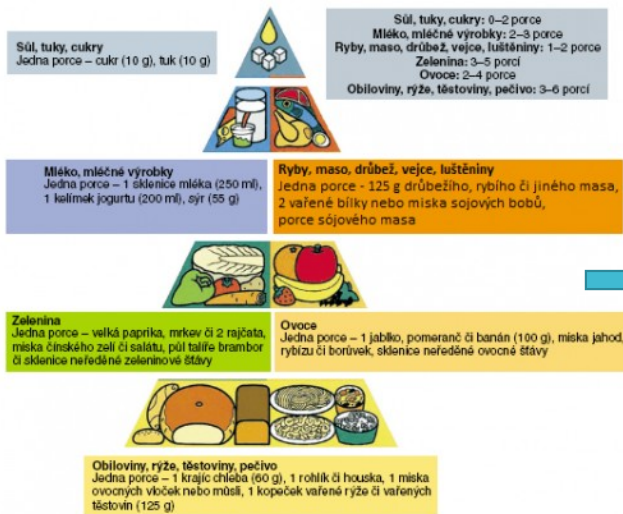 Sůl, tuky, cukry
Jedna porce – cukr (10 g), tuk (10 g)
Sůl, tuky, cukry: 0–2 porce
Mléko, mléčné výrobky: 2–3 porce
Ryby, maso, drůbež, vejce, luštěniny: 1–2 porce
Zelenina: 3–5 porcí
Ovoce: 2–4 porce
Obiloviny, rýže, těstoviny, pečivo: 3–6 porcí
Mléko, mléčné výrobky
Jedna porce – 1 sklenice mléka (250 ml),
1 kelímek jogurtu (200 ml), sýr (55 g)
Ryby, maso, drůbež, vejce, luštěniny
Jedna porce - 125 g drůbežího, rybího či jiného masa,
2 vařené bílky nebo miska sojových bobů,
porce sójového masa
Zelenina
Jedna porce – velká paprika, mrkev či 2 rajčata,
miska čínského zelí či salátu, půl talíře brambor
či sklenice neředěné zeleninové šťávy
Ovoce
Jedna porce – 1 jablko, pomeranč či banán (100 g), miska jahod,
rybízu či borůvek, sklenice neředěné ovocné šťávy
Obiloviny, rýže, těstoviny, pečivo
Jedna porce – 1 krajíc chleba (60 g), 1 rohlík či houska, 1 miska
ovocných vloček nebo müsli, 1 kopeček vařené rýže či vařených
těstovin (125 g)